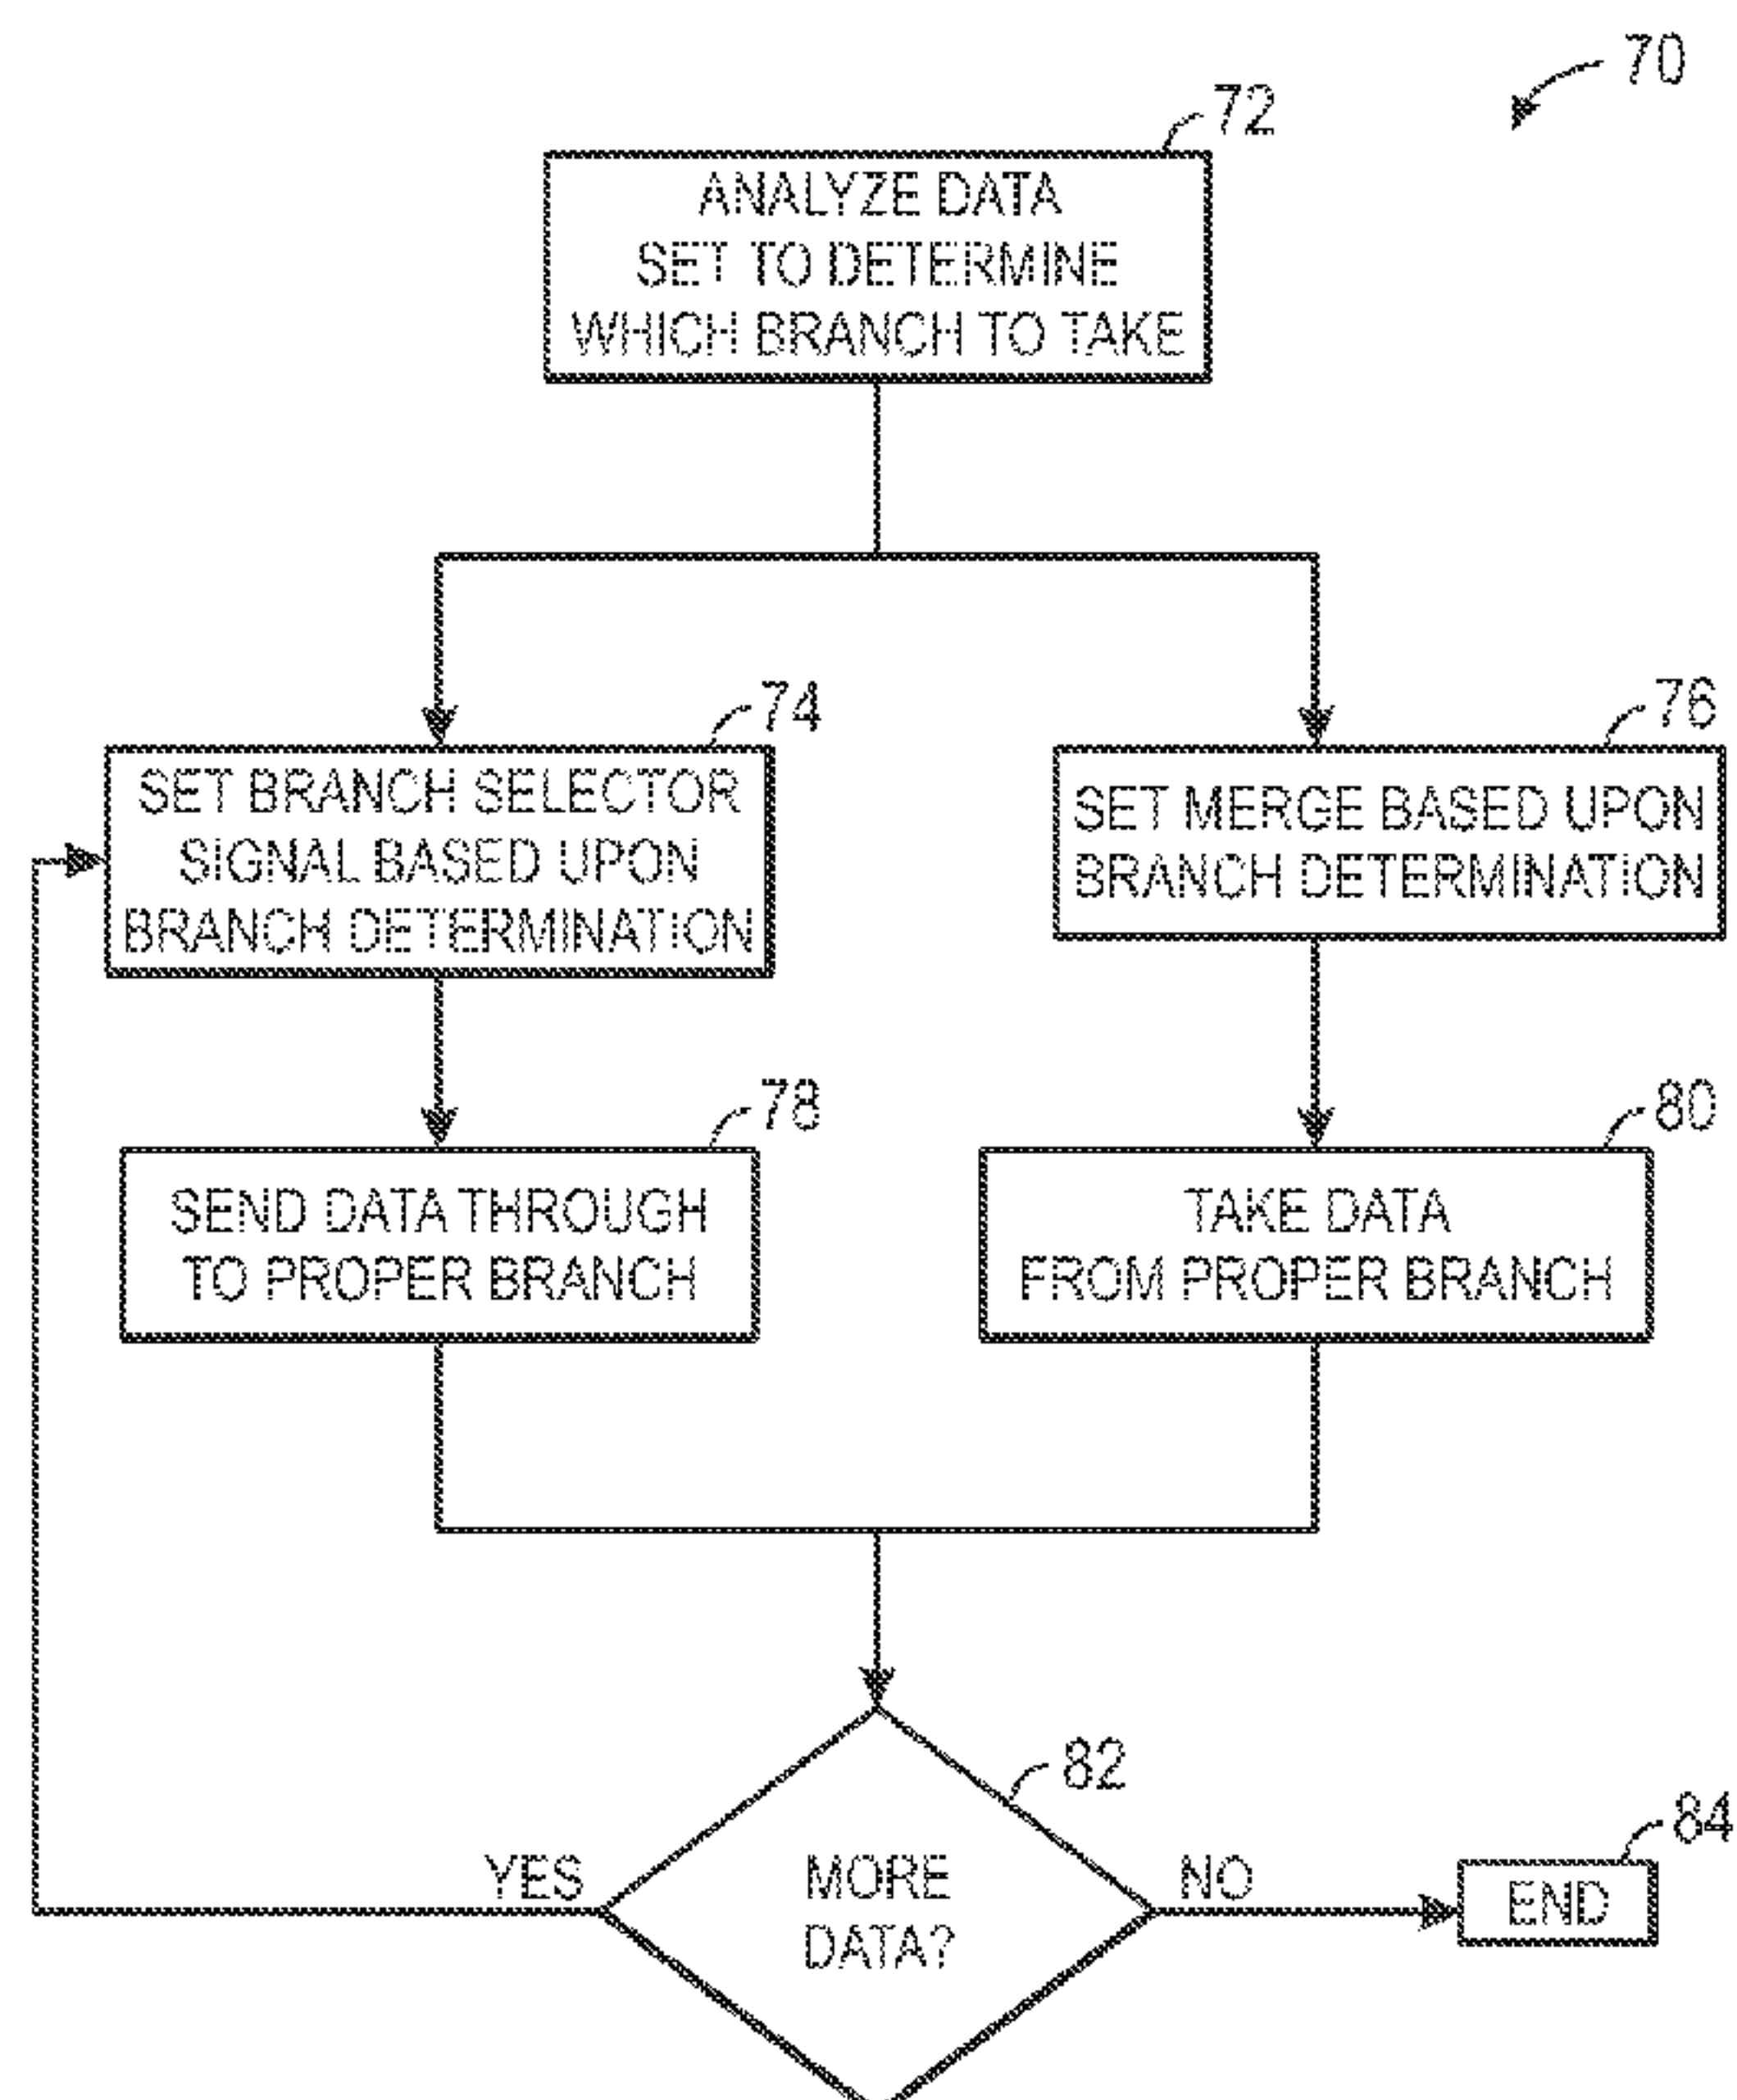 70
72
ANALYZE DATA
SET TO DETERMINE
WHICH BRANCH TO TAKE
74
SET BRANCH SELECTOR
SIGNAL BASED UPON
BRANCH DETERMINATION
76
SET MERGE BASED UPON
BRANCH DETERMINATION
78
SEND DATA THROUGH
TO PROPER BRANCH
80
TAKE DATA
FROM PROPER BRANCH
82
MORE
DATA?
YES
NO
84
END